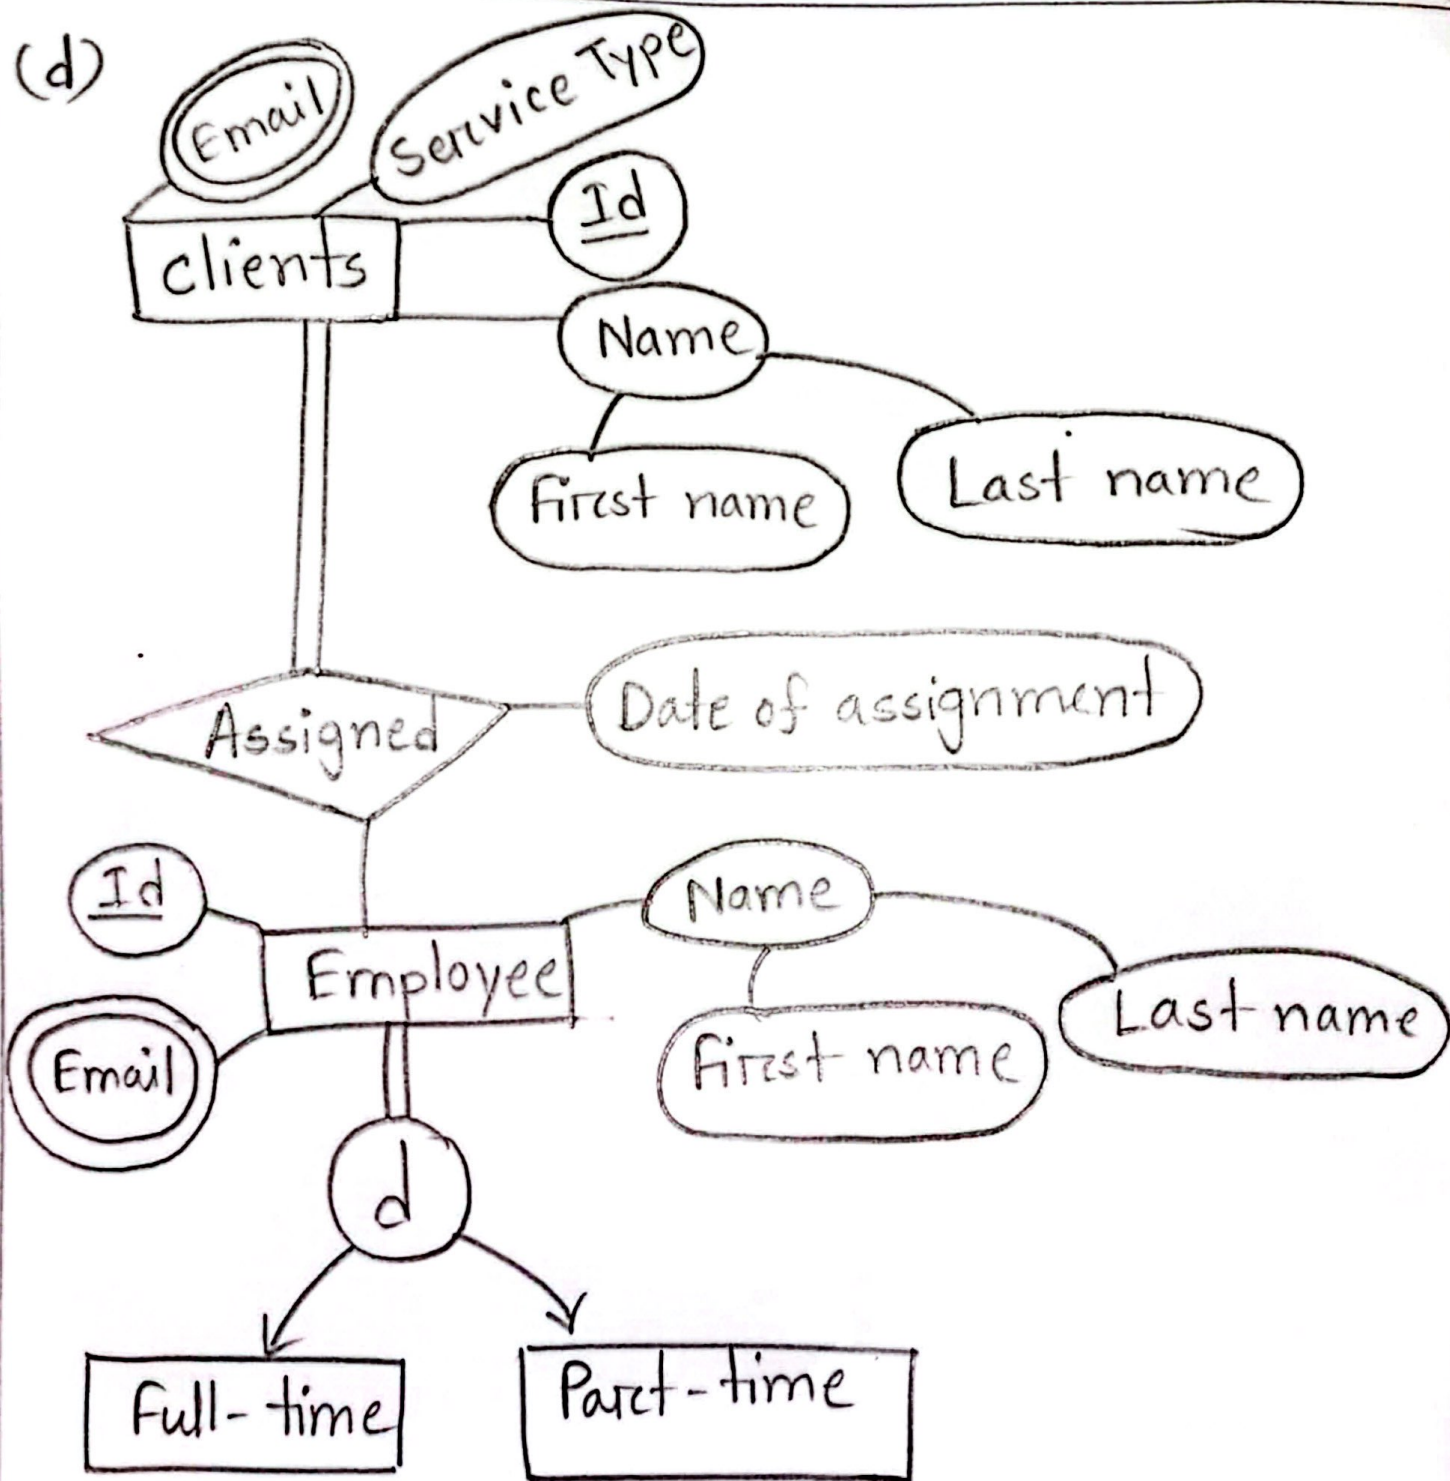 (d)
Email
Service Type
Id
Clients
Name
First name
Last name
Assigned
Date of assignment
Id
Name
Employee
Last name
Email
First name
d
Full-time
Part-time